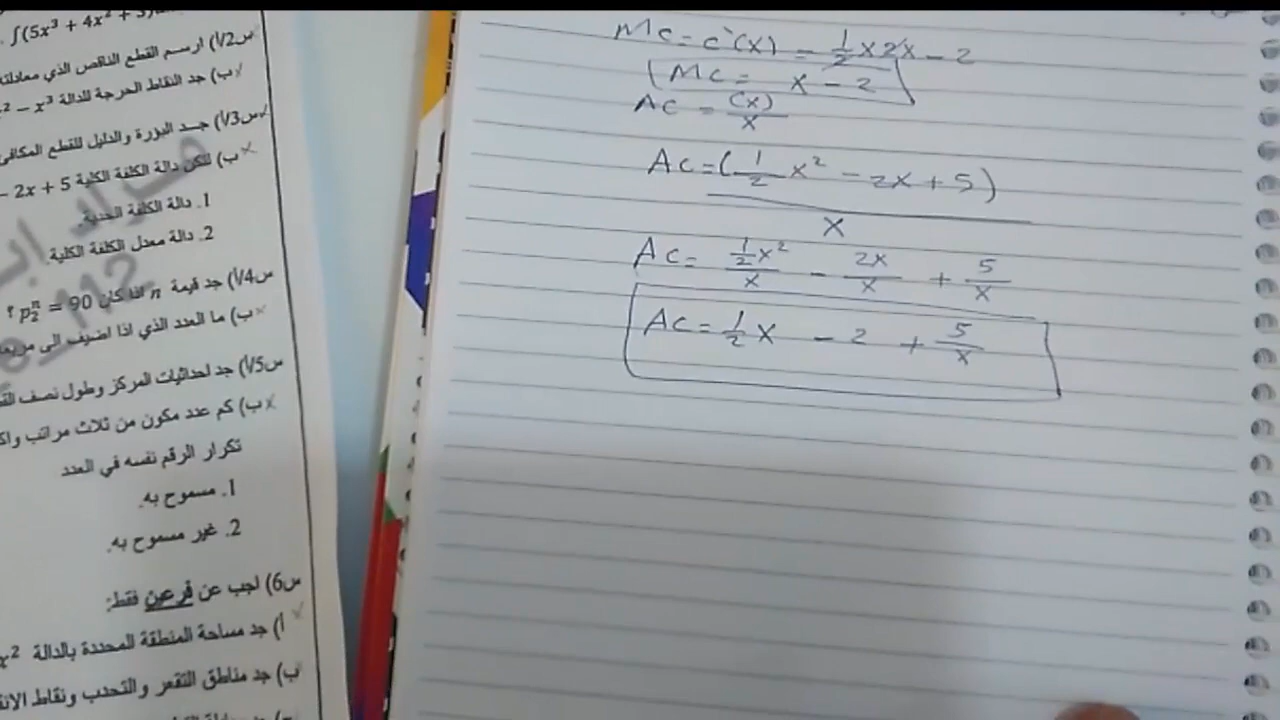 ∫(5x³ + 4x² + 3)
س2/أ) ارسم القطع الناقص الذي معادلته
ب) جد النقاط الحرجة للدالة x² − x³
س3/أ) جد البؤرة والدليل للقطع المكافئ
ب) لتكن دالة الكلفة الكلية − 2x + 5
1. دالة الكلفة الحدية.
2. دالة معدل الكلفة الكلية.
س4/أ) جد قيمة n اذا كان p₂ⁿ = 90 ؟
ب) ما العدد الذي اذا اضيف الى مربعه
س5/أ) جد احداثيات المركز وطول نصف
ب) كم عدد مكون من ثلاث مراتب
تكرار الرقم نفسه في العدد
1. مسموح به.
2. غير مسموح به.
س6) اجب عن فرعين فقط:
أ) جد مساحة المنطقة المحددة بالدالة x²
ب) جد مناطق التقعر والتحدب ونقاط
Mc = c`(x) = 1/2 x 2x − 2
Mc = x − 2
Ac = (x)/x
Ac = (1/2 x² − 2x + 5)
x
Ac = 1/2x²/x − 2x/x + 5/x
Ac = 1/2 x − 2 + 5/x